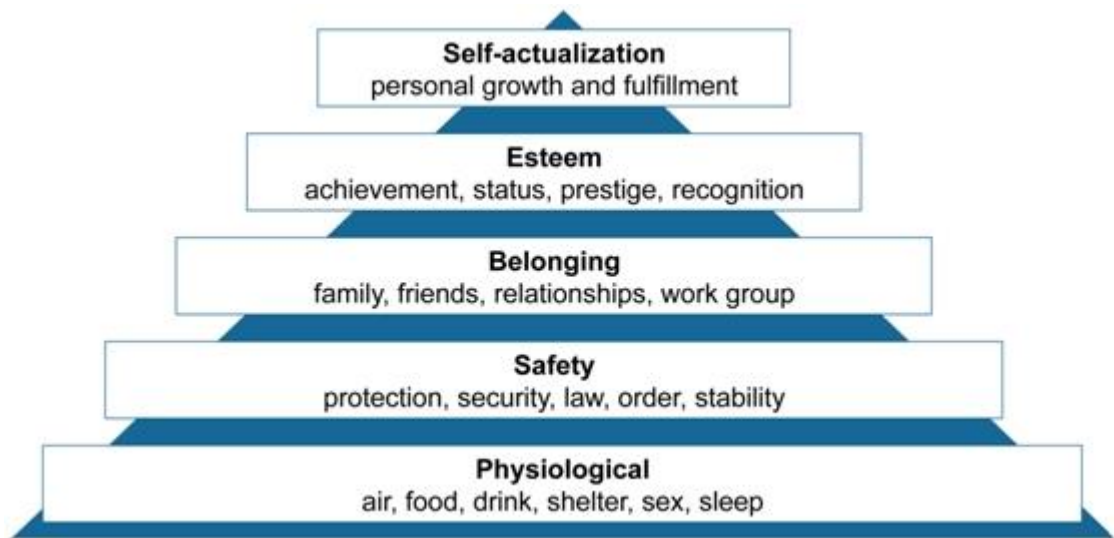 Self-actualization
personal growth and fulfillment
Esteem
achievement, status, prestige, recognition
Belonging
family, friends, relationships, work group
Safety
protection, security, law, order, stability
Physiological
air, food, drink, shelter, sex, sleep